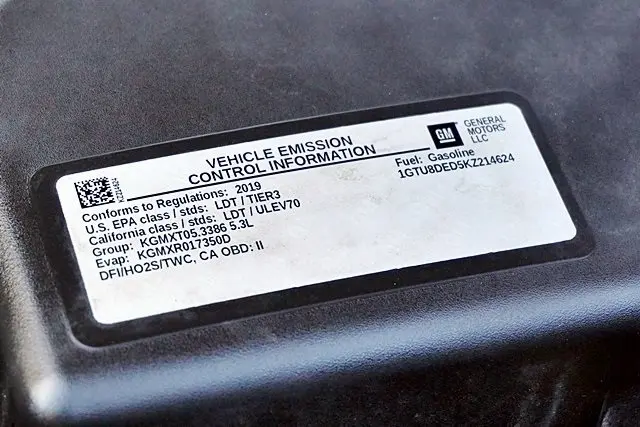 VEHICLE EMISSION
CONTROL INFORMATION
GM
GENERAL
MOTORS
LLC
Conforms to Regulations: 2019
U.S. EPA class / stds: LDT / TIER3
California class / stds: LDT / ULEV70
Group: KGMXT05.3386 5.3L
Evap: KGMXR017350D
DFI/HO2S/TWC, CA OBD: II
Fuel: Gasoline
1GTU8DED5KZ214624